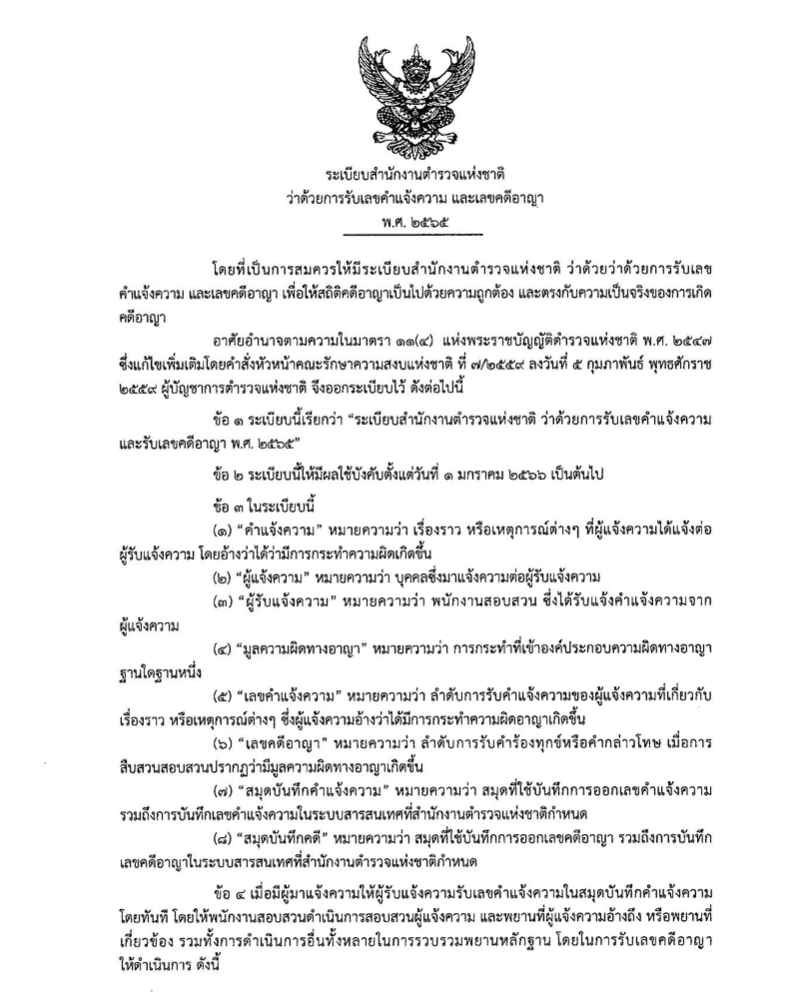 ระเบียบสำนักงานตำรวจแห่งชาติ
ว่าด้วยการรับเลขคำแจ้งความ และเลขคดีอาญา
พ.ศ. ๒๕๖๕
โดยที่เป็นการสมควรให้มีระเบียบสำนักงานตำรวจแห่งชาติ ว่าด้วยว่าด้วยการรับเลข
คำแจ้งความ และเลขคดีอาญา เพื่อให้สถิติคดีอาญาเป็นไปด้วยความถูกต้อง และตรงกับความเป็นจริงของการเกิด
คดีอาญา
อาศัยอำนาจตามความในมาตรา ๑๑(๔) แห่งพระราชบัญญัติตำรวจแห่งชาติ พ.ศ. ๒๕๔๗
ซึ่งแก้ไขเพิ่มเติมโดยคำสั่งหัวหน้าคณะรักษาความสงบแห่งชาติ ที่ ๗/๒๕๕๙ ลงวันที่ ๕ กุมภาพันธ์ พุทธศักราช
๒๕๕๙ ผู้บัญชาการตำรวจแห่งชาติ จึงออกระเบียบไว้ ดังต่อไปนี้
ข้อ ๑ ระเบียบนี้เรียกว่า “ระเบียบสำนักงานตำรวจแห่งชาติ ว่าด้วยการรับเลขคำแจ้งความ
และรับเลขคดีอาญา พ.ศ. ๒๕๖๕”
ข้อ ๒ ระเบียบนี้ให้มีผลใช้บังคับตั้งแต่วันที่ ๑ มกราคม ๒๕๖๖ เป็นต้นไป
ข้อ ๓ ในระเบียบนี้
(๑) “คำแจ้งความ” หมายความว่า เรื่องราว หรือเหตุการณ์ต่างๆ ที่ผู้แจ้งความได้แจ้งต่อ
ผู้รับแจ้งความ โดยอ้างว่าได้ว่ามีการกระทำความผิดเกิดขึ้น
(๒) “ผู้แจ้งความ” หมายความว่า บุคคลซึ่งมาแจ้งความต่อผู้รับแจ้งความ
(๓) “ผู้รับแจ้งความ” หมายความว่า พนักงานสอบสวน ซึ่งได้รับแจ้งคำแจ้งความจาก
ผู้แจ้งความ
(๔) “มูลความผิดทางอาญา” หมายความว่า การกระทำที่เข้าองค์ประกอบความผิดทางอาญา
ฐานใดฐานหนึ่ง
(๕) “เลขคำแจ้งความ” หมายความว่า ลำดับการรับคำแจ้งความของผู้แจ้งความที่เกี่ยวกับ
เรื่องราว หรือเหตุการณ์ต่างๆ ซึ่งผู้แจ้งความอ้างว่าได้มีการกระทำความผิดอาญาเกิดขึ้น
(๖) “เลขคดีอาญา” หมายความว่า ลำดับการรับคำร้องทุกข์หรือคำกล่าวโทษ เมื่อการ
สืบสวนสอบสวนปรากฏว่ามีมูลความผิดทางอาญาเกิดขึ้น
(๗) “สมุดบันทึกคำแจ้งความ” หมายความว่า สมุดที่ใช้บันทึกการออกเลขคำแจ้งความ
รวมถึงการบันทึกเลขคำแจ้งความในระบบสารสนเทศที่สำนักงานตำรวจแห่งชาติกำหนด
(๘) “สมุดบันทึกคดี” หมายความว่า สมุดที่ใช้บันทึกการออกเลขคดีอาญา รวมถึงการบันทึก
เลขคดีอาญาในระบบสารสนเทศที่สำนักงานตำรวจแห่งชาติกำหนด
ข้อ ๔ เมื่อมีผู้มาแจ้งความให้ผู้รับแจ้งความรับเลขคำแจ้งความในสมุดบันทึกคำแจ้งความ
โดยทันที โดยให้พนักงานสอบสวนดำเนินการสอบสวนผู้แจ้งความ และพยานที่ผู้แจ้งความอ้างถึง หรือพยานที่
เกี่ยวข้อง รวมทั้งการดำเนินการอื่นทั้งหลายในการรวบรวมพยานหลักฐาน โดยในการรับเลขคดีอาญา
ให้ดำเนินการ ดังนี้